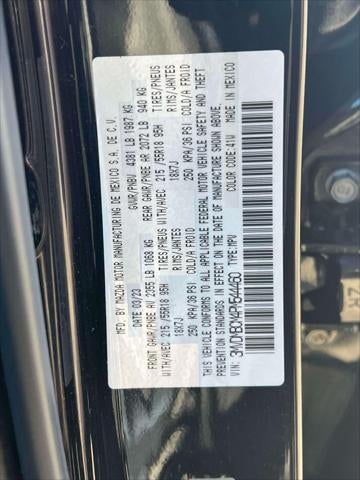 MFD. BY MAZDA MOTOR MANUFACTURING DE MEXICO S.A. DE C.V.
DATE 03/23 GVWR/PNBV 4381 LB 1987 KG
FRONT GAWR/PNBE AV 2355 LB 1068 KG REAR GAWR/PNBE AR 2072 LB 940 KG
WITH/AVEC 215/55R18 95H TIRES/PNEUS WITH/AVEC 215/55R18 95H TIRES/PNEUS
18X7J RIMS/JANTES 18X7J RIMS/JANTES
250 KPA/36 PSI COLD/A FROID 250 KPA/36 PSI COLD/A FROID
THIS VEHICLE CONFORMS TO ALL APPLICABLE FEDERAL MOTOR VEHICLE SAFETY AND THEFT
PREVENTION STANDARDS IN EFFECT ON THE DATE OF MANUFACTURE SHOWN ABOVE.
TYPE: MPV COLOR CODE: 41W MADE IN MEXICO
VIN: